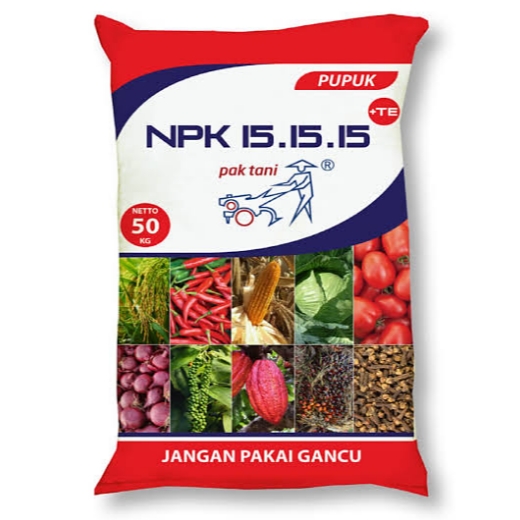 PUPUK
+TE
NPK 15.15.15
pak tani ®
NETTO
50
KG
JANGAN PAKAI GANCU